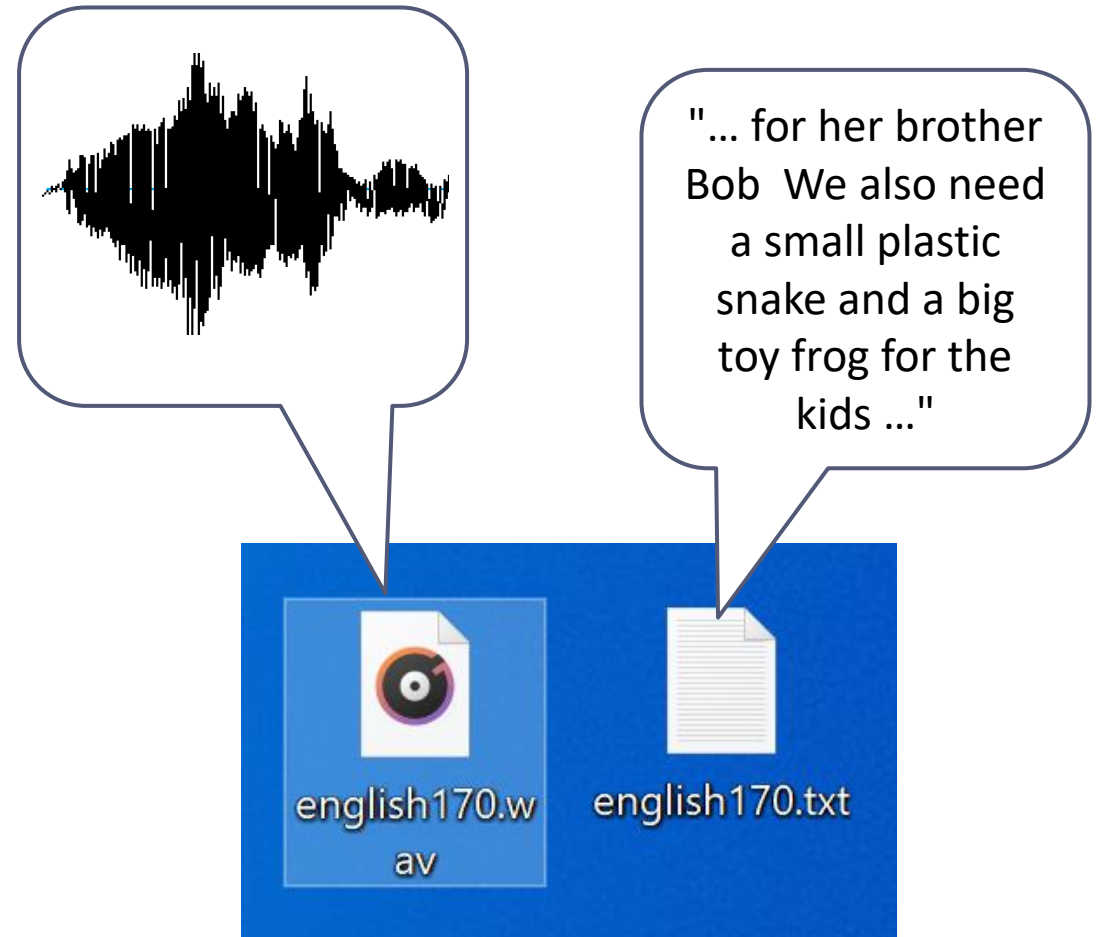 "… for her brother
Bob  We also need
a small plastic
snake and a big
toy frog for the
kids …"
english170.w
av
english170.txt